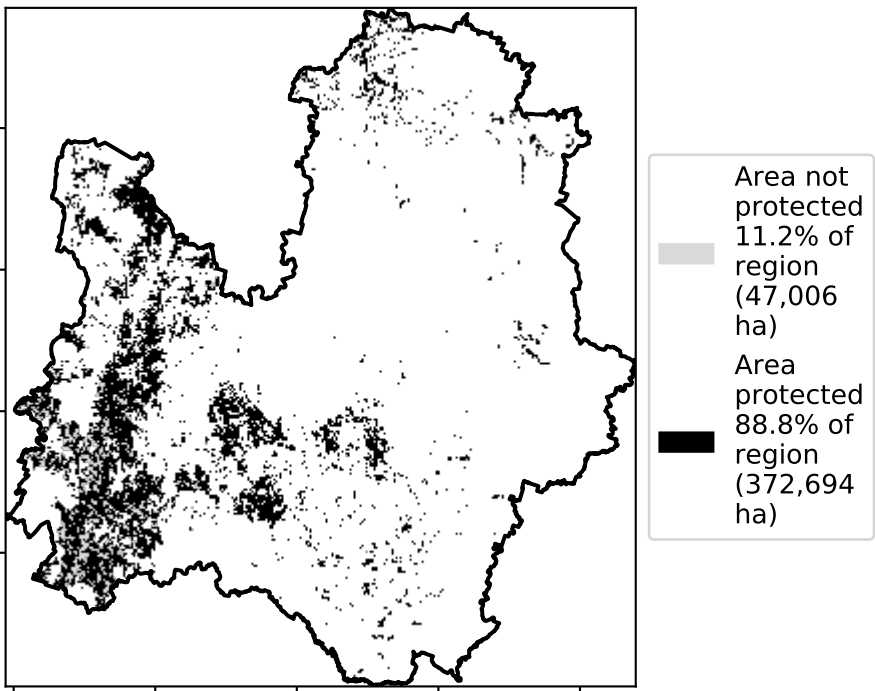 Area not
protected
11.2% of
region
(47,006
ha)
Area
protected
88.8% of
region
(372,694
ha)